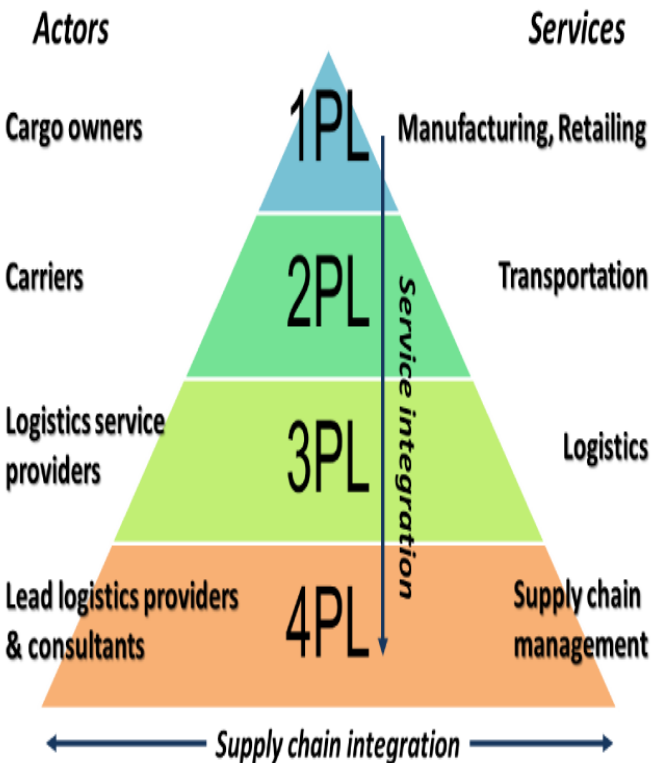 Actors
Services
Cargo owners
1PL
Manufacturing, Retailing
Carriers
2PL
Transportation
Service integration
Logistics service
providers
3PL
Logistics
Lead logistics providers
& consultants
4PL
Supply chain
management
Supply chain integration